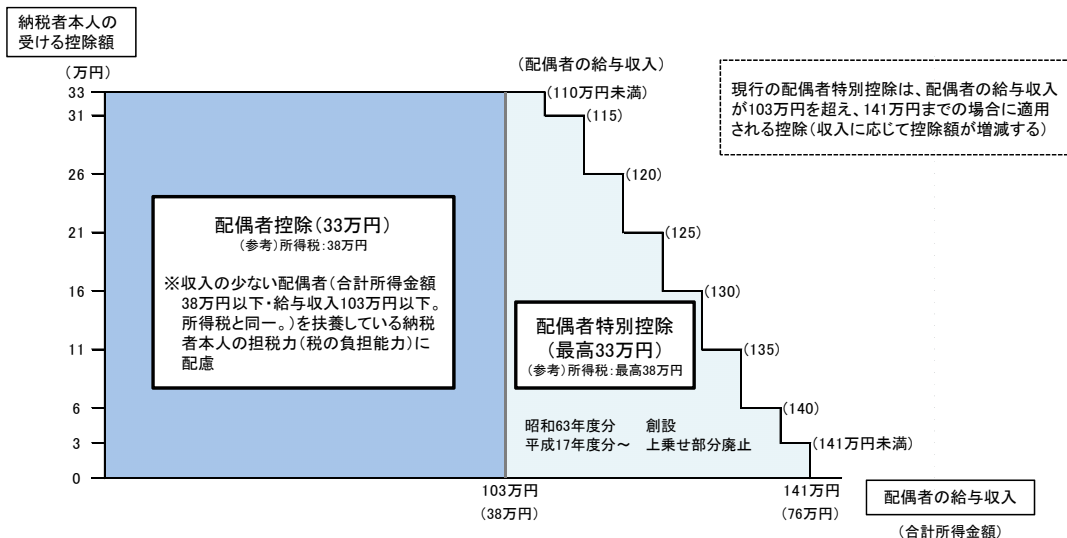 納税者本人の
受ける控除額
(万円)
(配偶者の給与収入)
現行の配偶者特別控除は、配偶者の給与収入
が103万円を超え、141万円までの場合に適用
される控除(収入に応じて控除額が増減する)
33
31
26
21
16
11
6
3
0
(110万円未満)
(115)
(120)
(125)
(130)
(135)
(140)
(141万円未満)
配偶者控除(33万円)
(参考)所得税:38万円
※収入の少ない配偶者(合計所得金額
38万円以下・給与収入103万円以下。
所得税と同一。)を扶養している納税
者本人の担税力(税の負担能力)に
配慮
配偶者特別控除
(最高33万円)
(参考)所得税:最高38万円
昭和63年度分 創設
平成17年度分~ 上乗せ部分廃止
103万円
(38万円)
141万円
(76万円)
配偶者の給与収入
(合計所得金額)